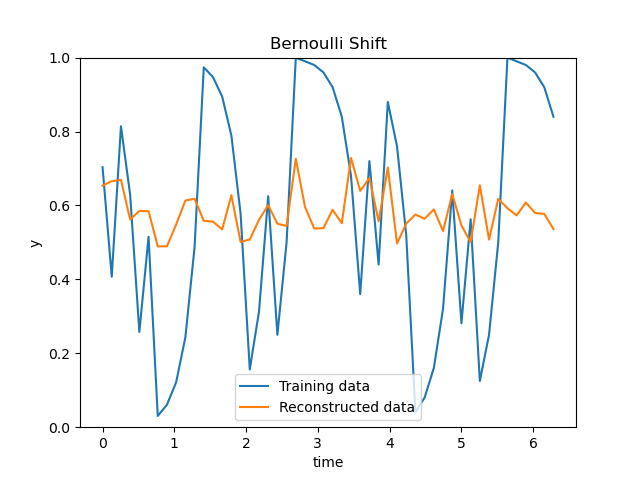 Bernoulli Shift
1.0
0.8
0.6
0.4
0.2
0.0
y
0 1 2 3 4 5 6
time
Training data
Reconstructed data